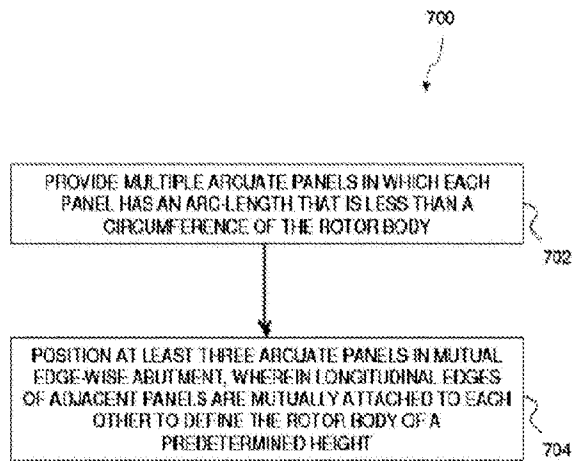 700
PROVIDE MULTIPLE ARCUATE PANELS IN WHICH EACH
PANEL HAS AN ARC-LENGTH THAT IS LESS THAN A
CIRCUMFERENCE OF THE ROTOR BODY
702
POSITION AT LEAST THREE ARCUATE PANELS IN MUTUAL
EDGE-WISE ABUTMENT, WHEREIN LONGITUDINAL EDGES
OF ADJACENT PANELS ARE MUTUALLY ATTACHED TO EACH
OTHER TO DEFINE THE ROTOR BODY OF A
PREDETERMINED HEIGHT
704